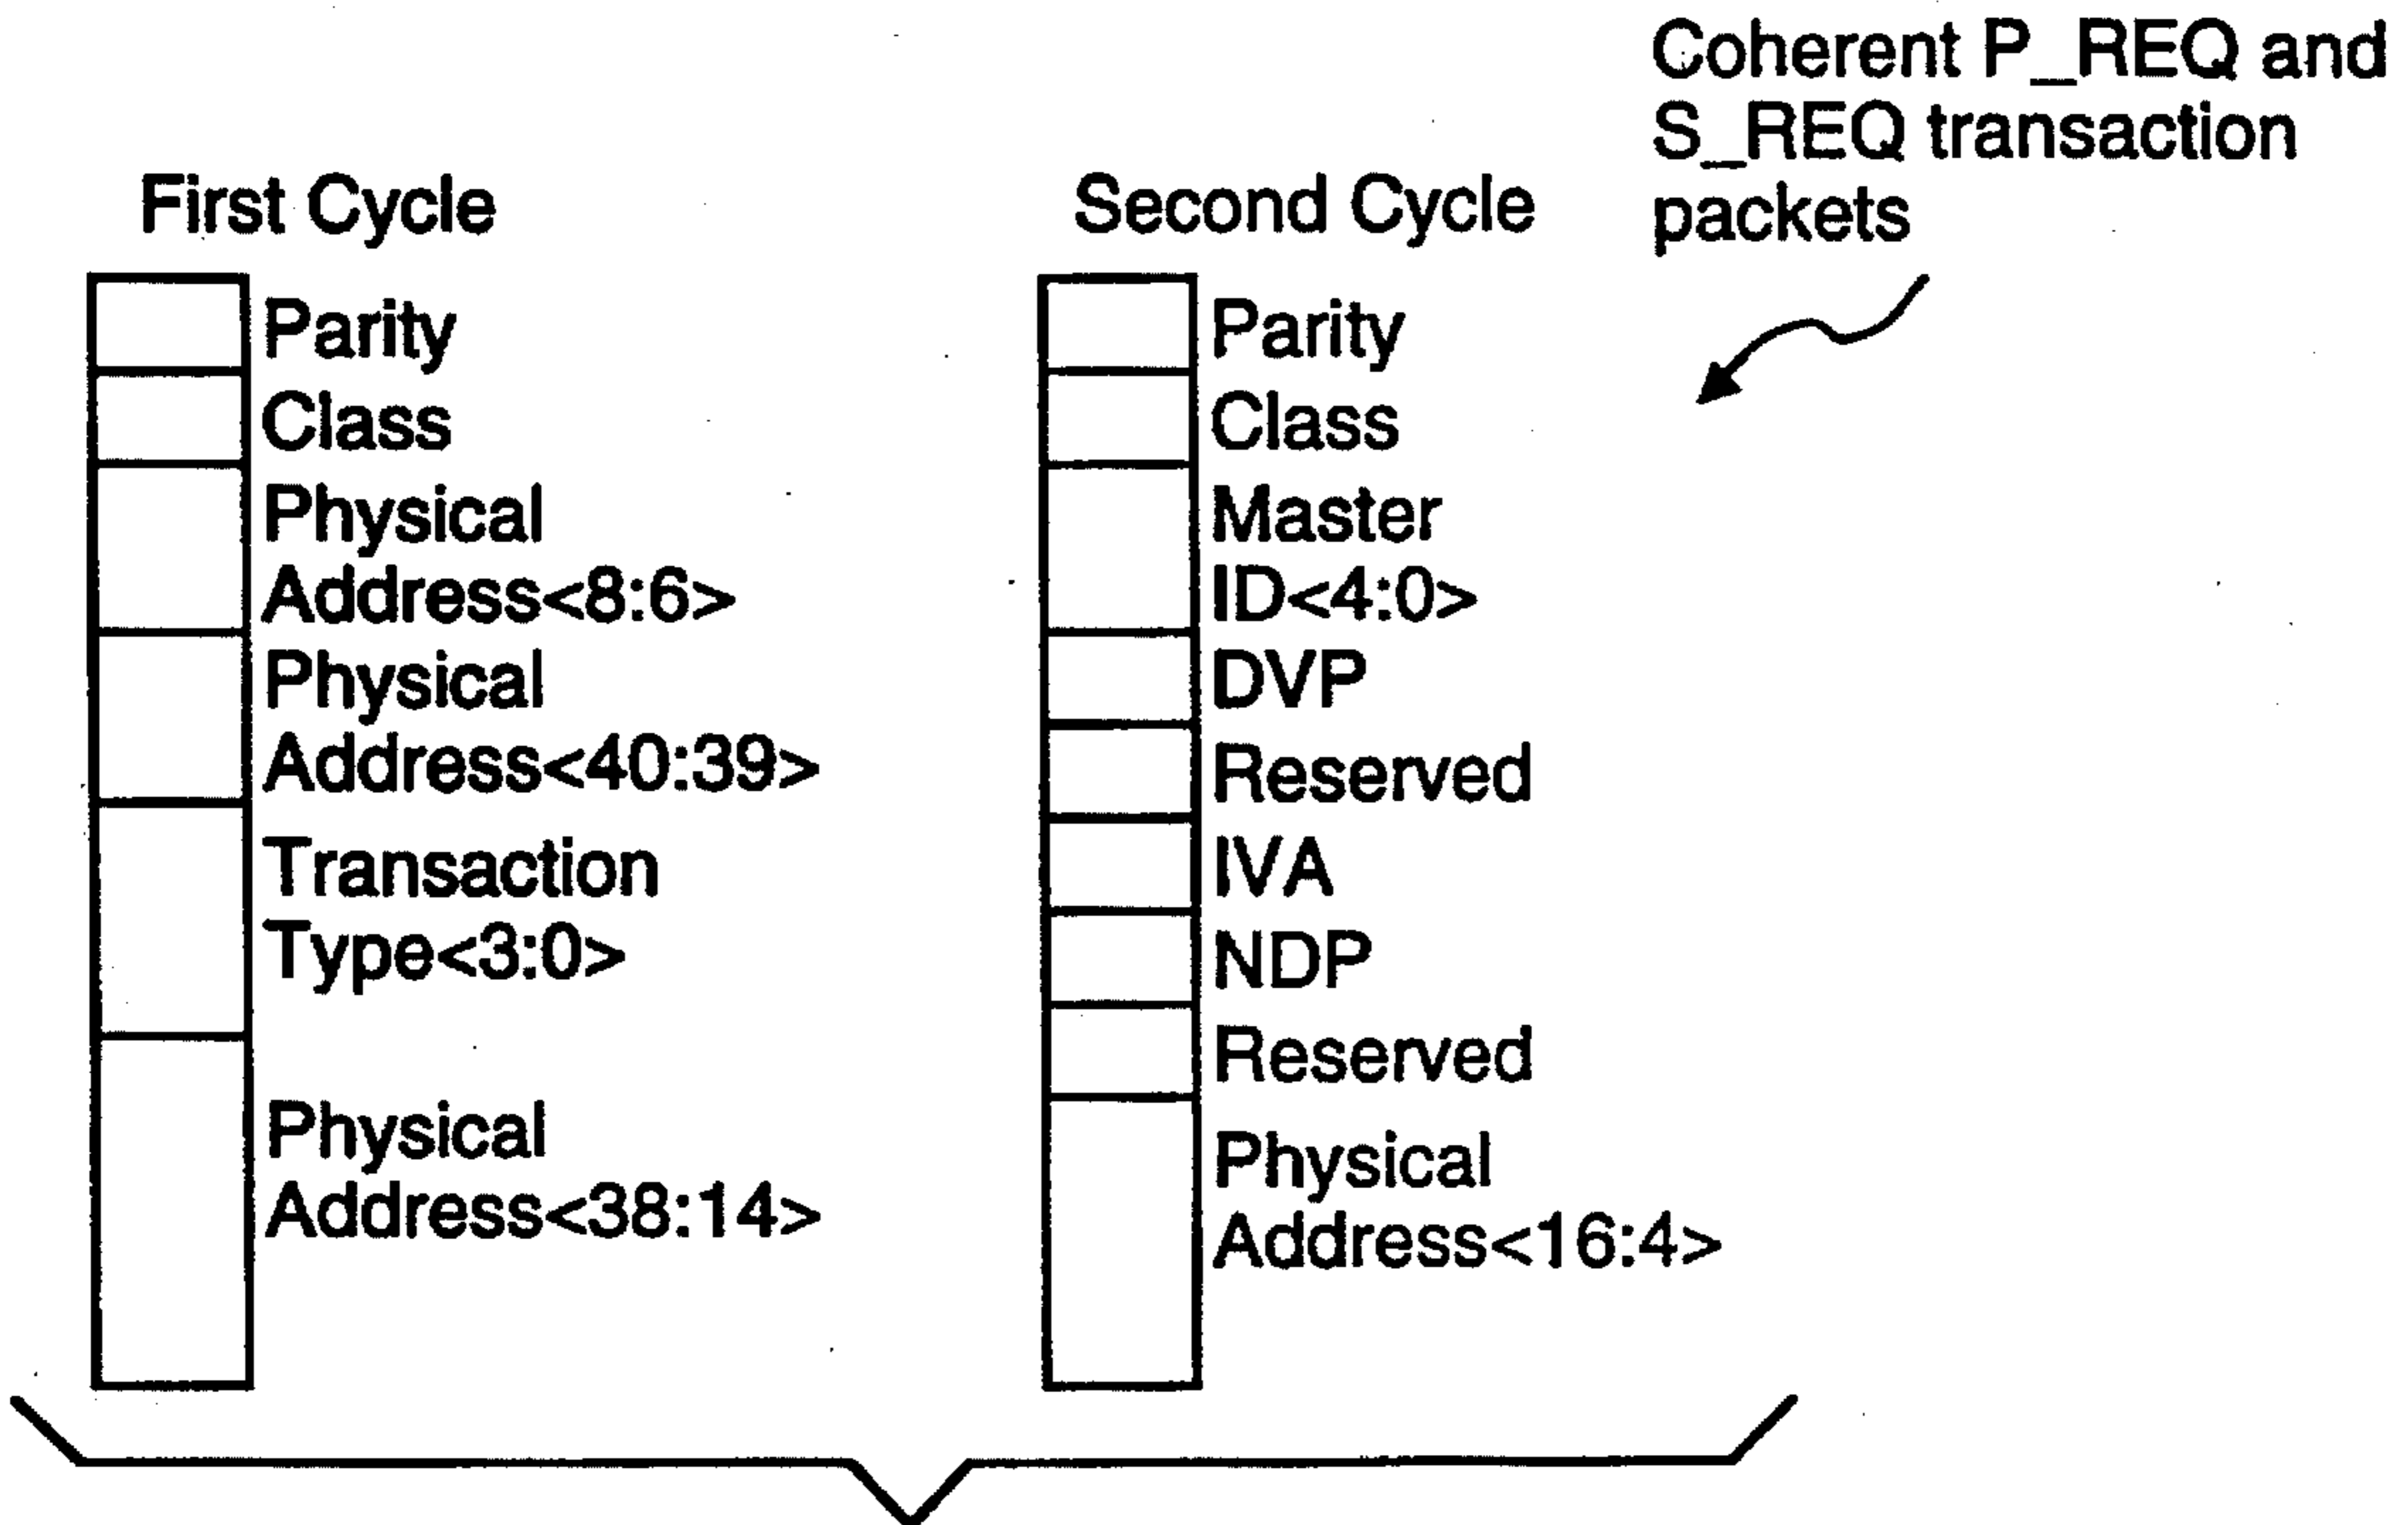 Coherent P_REQ and
S_REQ transaction
packets
First Cycle
Parity
Class
Physical
Address<8:6>
Physical
Address<40:39>
Transaction
Type<3:0>
Physical
Address<38:14>
Second Cycle
Parity
Class
Master
ID<4:0>
DVP
Reserved
IVA
NDP
Reserved
Physical
Address<16:4>